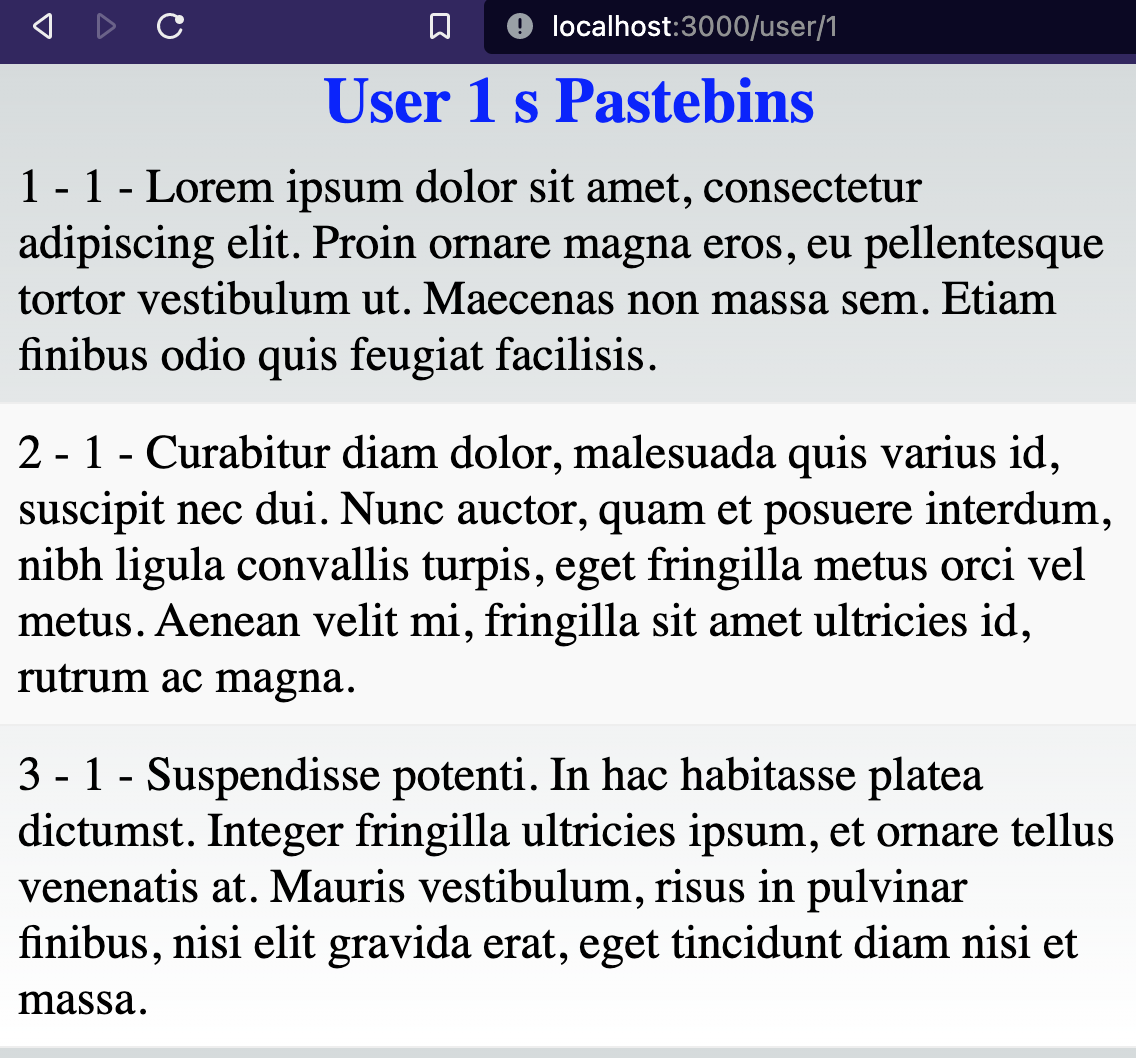 localhost:3000/user/1
User 1 s Pastebins
1 - 1 - Lorem ipsum dolor sit amet, consectetur
adipiscing elit. Proin ornare magna eros, eu pellentesque
tortor vestibulum ut. Maecenas non massa sem. Etiam
finibus odio quis feugiat facilisis.
2 - 1 - Curabitur diam dolor, malesuada quis varius id,
suscipit nec dui. Nunc auctor, quam et posuere interdum,
nibh ligula convallis turpis, eget fringilla metus orci vel
metus. Aenean velit mi, fringilla sit amet ultricies id,
rutrum ac magna.
3 - 1 - Suspendisse potenti. In hac habitasse platea
dictumst. Integer fringilla ultricies ipsum, et ornare tellus
venenatis at. Mauris vestibulum, risus in pulvinar
finibus, nisi elit gravida erat, eget tincidunt diam nisi et
massa.